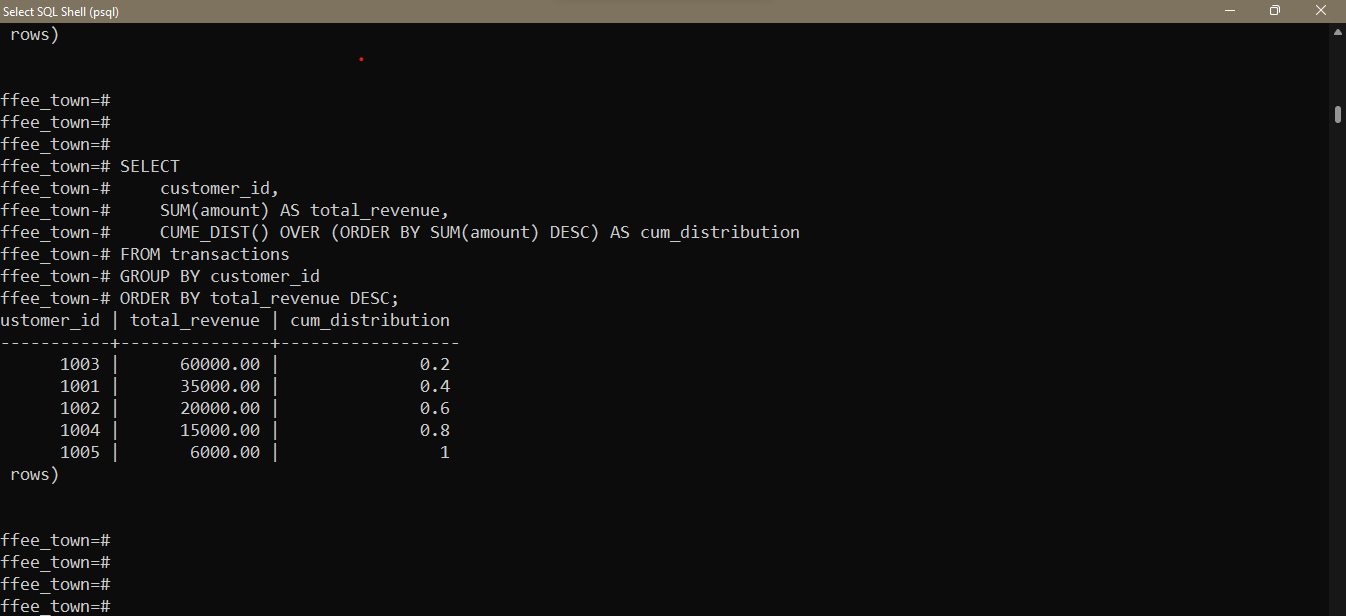 Select SQL Shell (psql)
 rows)
ffee_town=#
ffee_town=#
ffee_town=#
ffee_town=# SELECT
ffee_town-#     customer_id,
ffee_town-#     SUM(amount) AS total_revenue,
ffee_town-#     CUME_DIST() OVER (ORDER BY SUM(amount) DESC) AS cum_distribution
ffee_town-# FROM transactions
ffee_town-# GROUP BY customer_id
ffee_town-# ORDER BY total_revenue DESC;
ustomer_id | total_revenue | cum_distribution
-----------+---------------+------------------
      1003 |      60000.00 |              0.2
      1001 |      35000.00 |              0.4
      1002 |      20000.00 |              0.6
      1004 |      15000.00 |              0.8
      1005 |       6000.00 |                1
 rows)
ffee_town=#
ffee_town=#
ffee_town=#
ffee_town=#